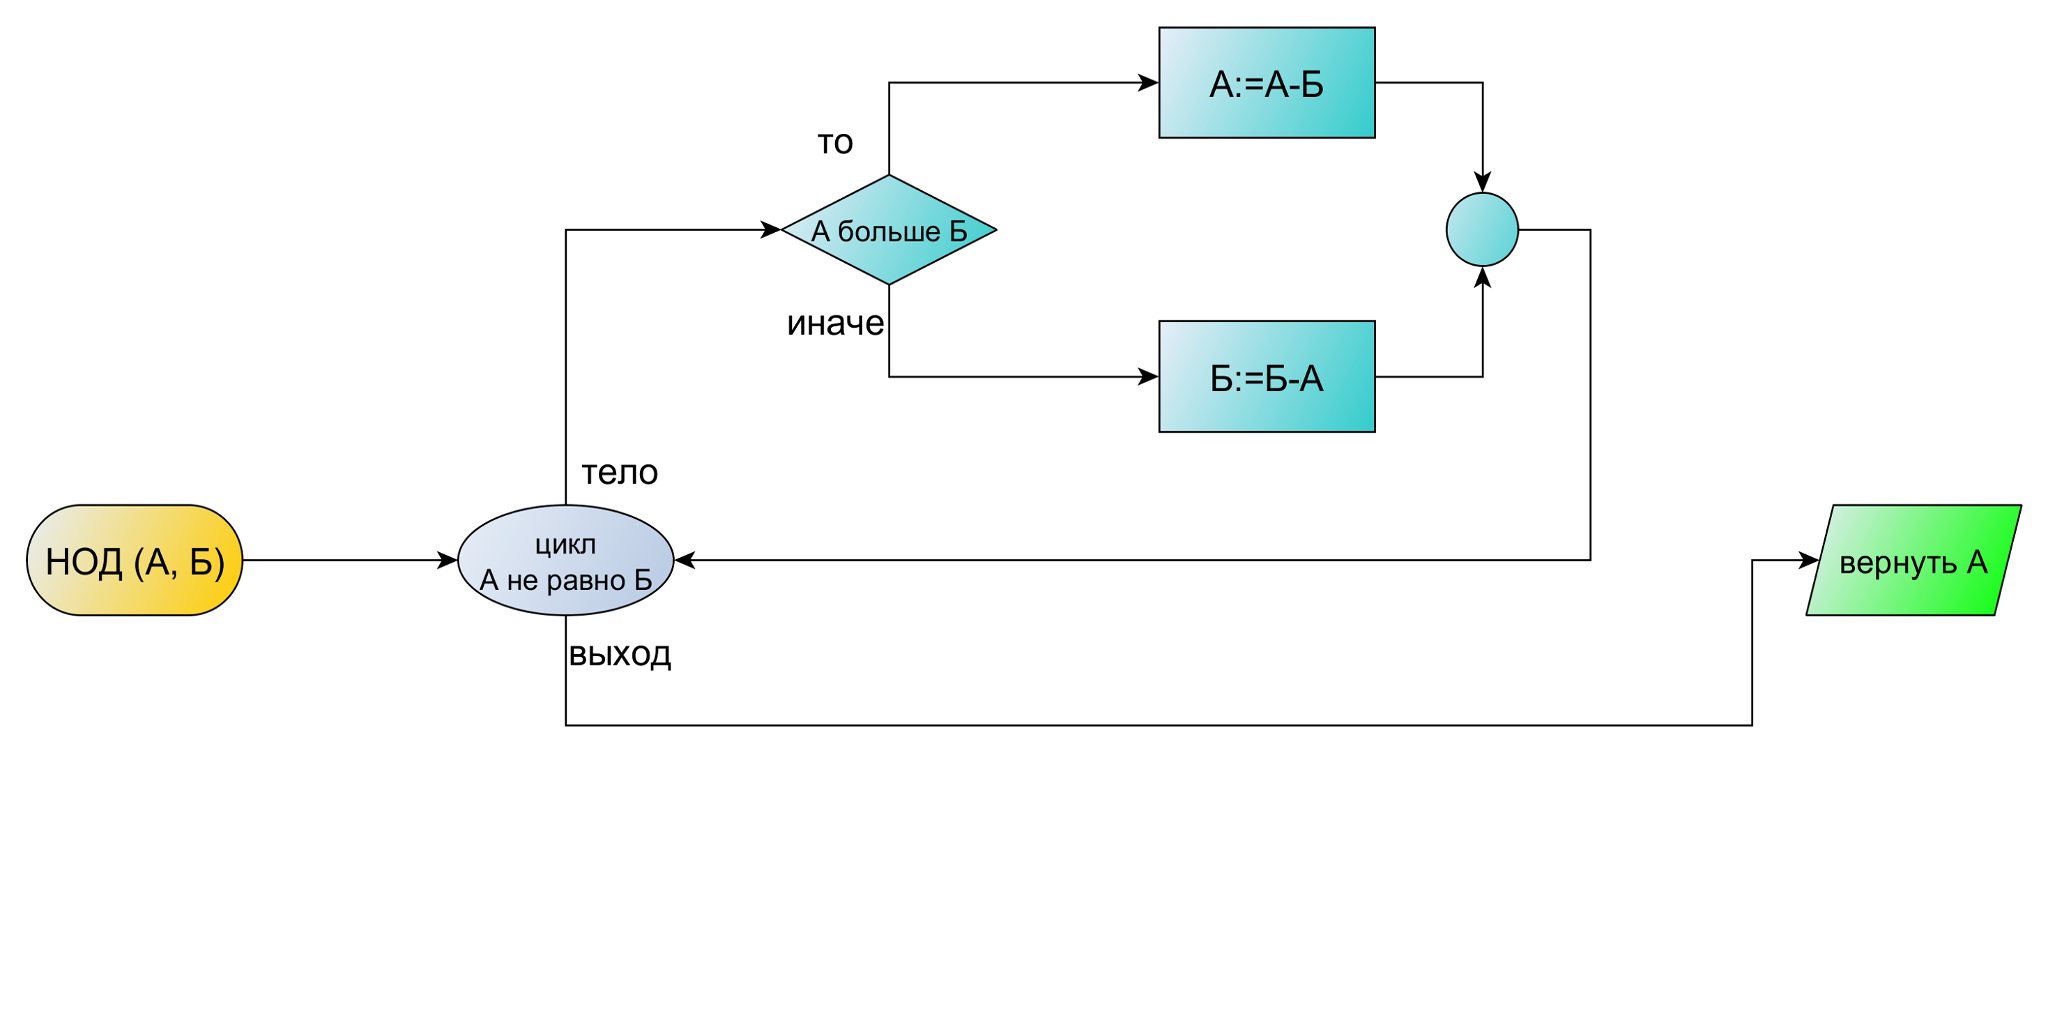 А:=А-Б
то
А больше Б
иначе
Б:=Б-А
тело
НОД (А, Б)
цикл
А не равно Б
вернуть А
выход